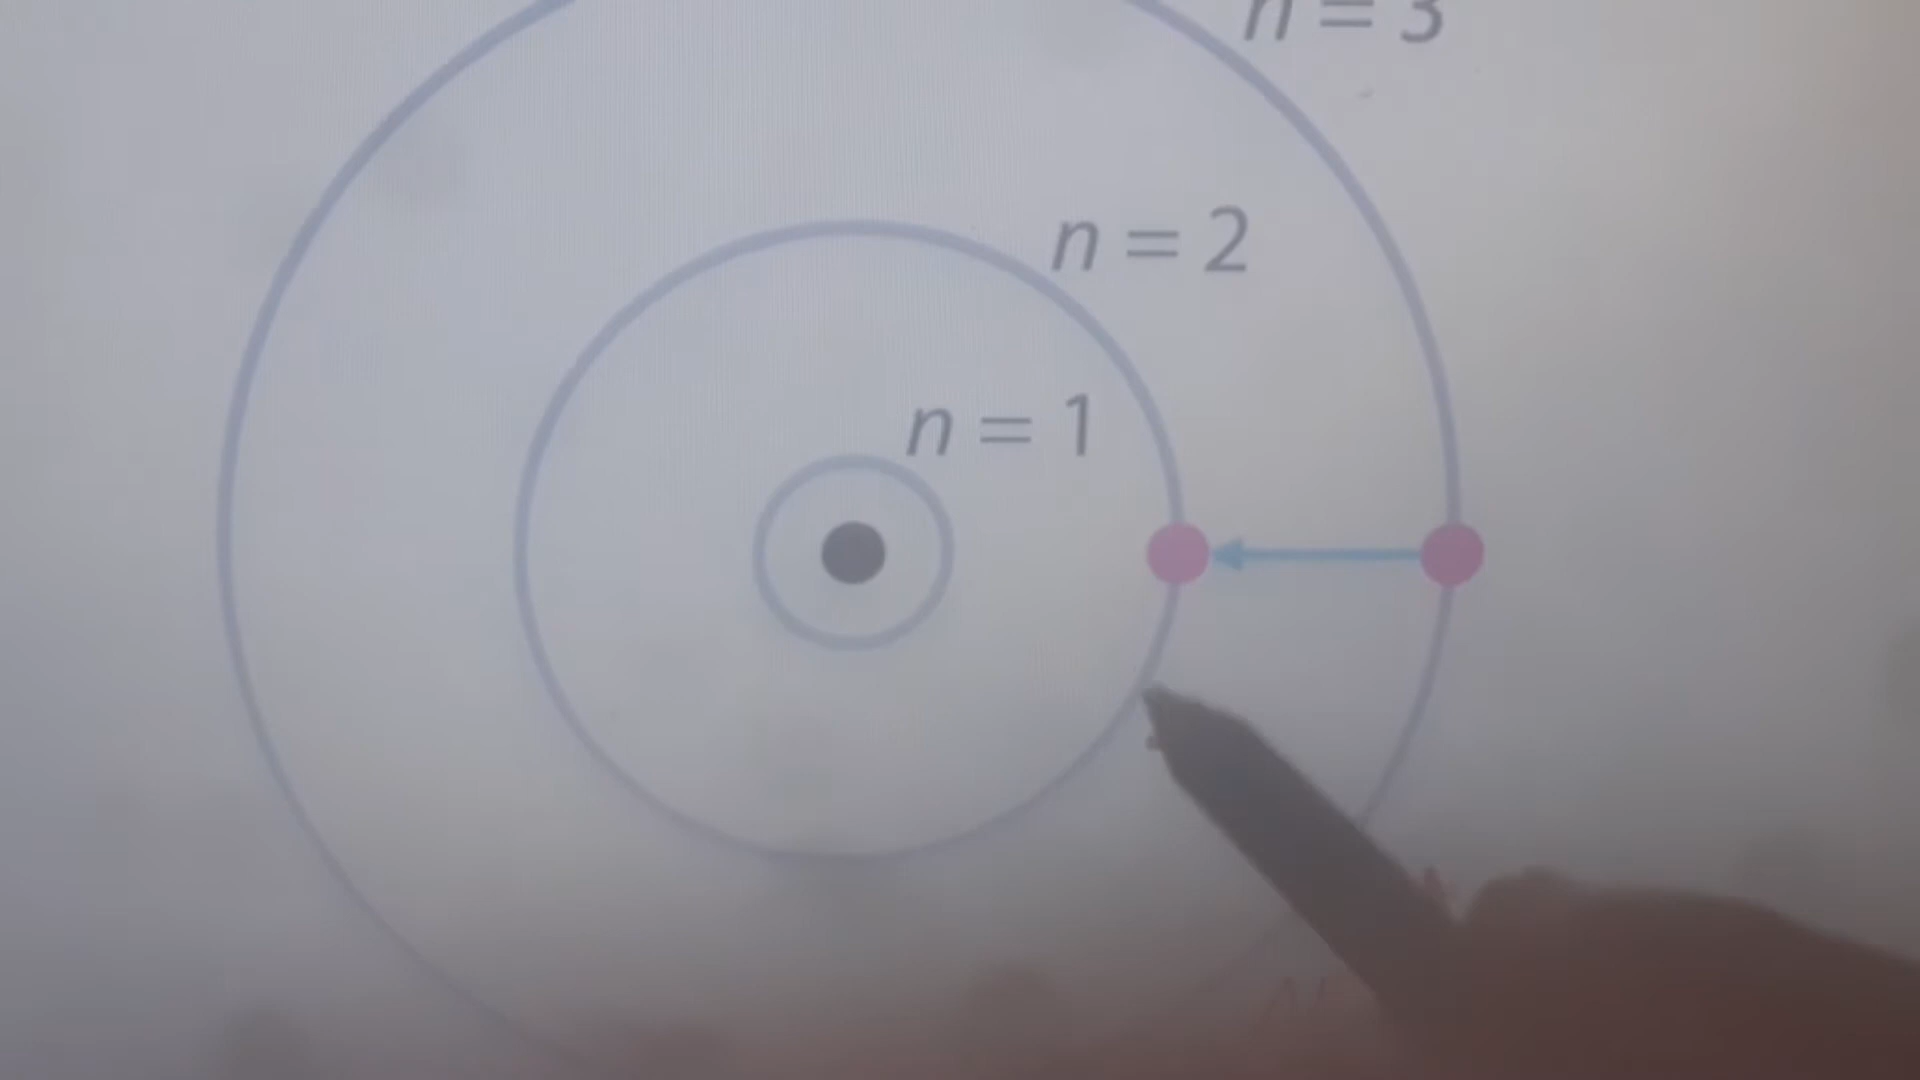 n = 3
n = 2
n = 1